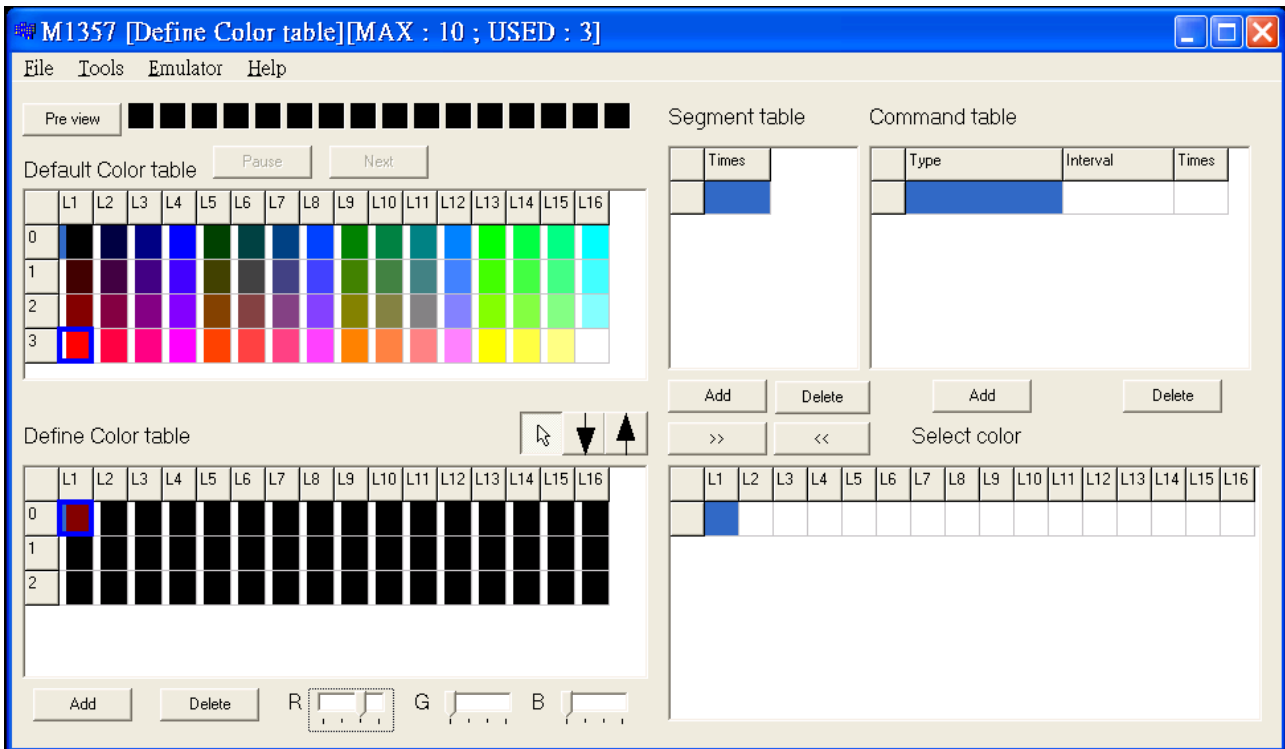 M1357 [Define Color table][MAX : 10 ; USED : 3]
File Tools Emulator Help
Pre view
Segment table
Command table
Default Color table
Pause
Next
Times
Type Interval Times
L1 L2 L3 L4 L5 L6 L7 L8 L9 L10 L11 L12 L13 L14 L15 L16
0
1
2
3
Add
Delete
Add
Delete
Define Color table
>>
<<
Select color
L1 L2 L3 L4 L5 L6 L7 L8 L9 L10 L11 L12 L13 L14 L15 L16
0
1
2
L1 L2 L3 L4 L5 L6 L7 L8 L9 L10 L11 L12 L13 L14 L15 L16
Add
Delete
R
G
B